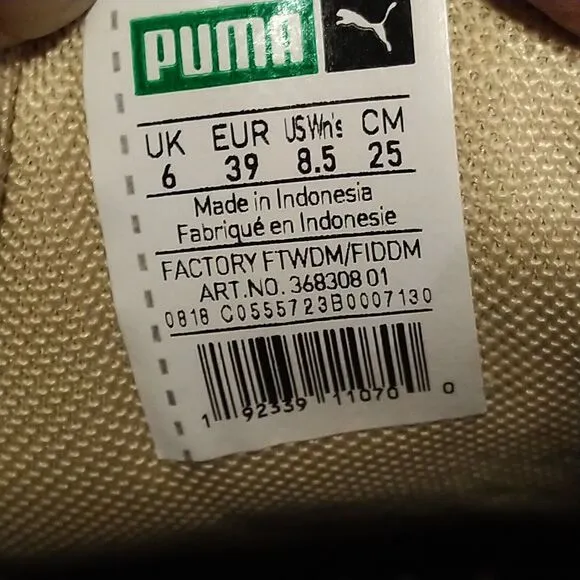 PUMA
UK EUR US Wn's CM
6 39 8.5 25
Made in Indonesia
Fabriqué en Indonesie
FACTORY FTWDM/FIDDM
ART.NO. 368308 01
0818 C0555723B0007130
1 92339 11070 0